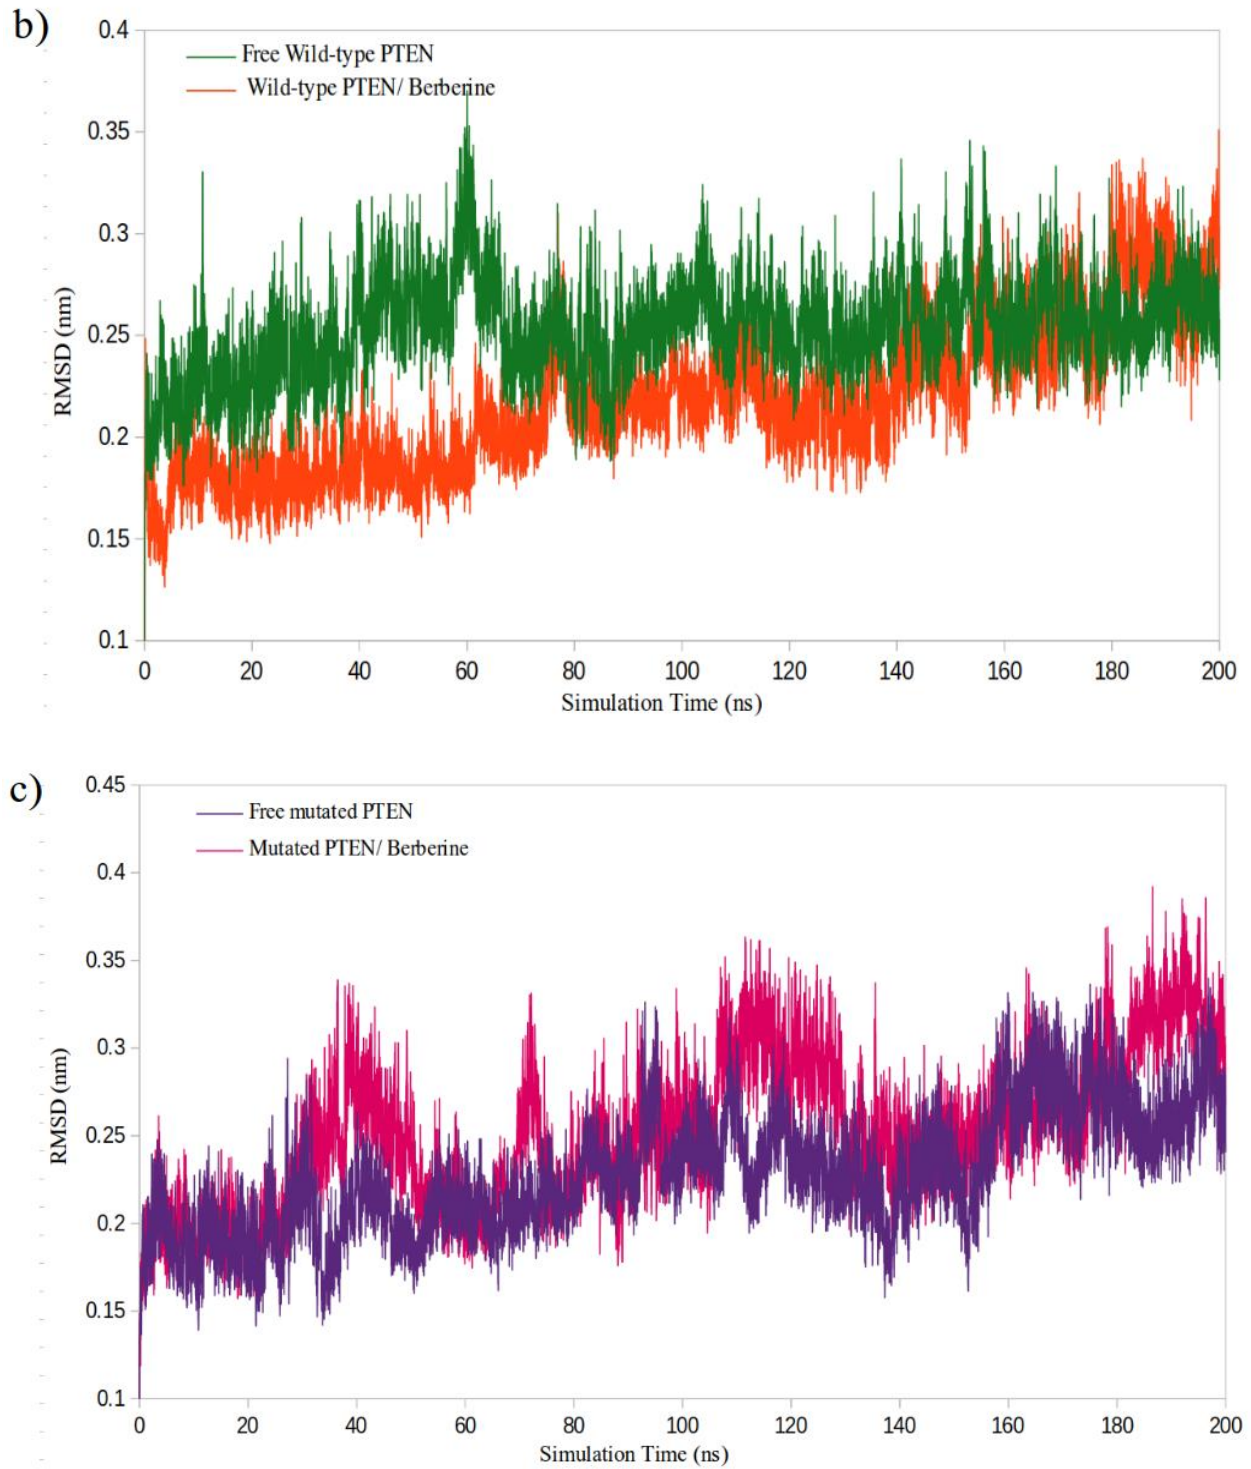 b)
0.4
Free Wild-type PTEN
Wild-type PTEN/ Berberine
0.35
0.3
0.25
0.2
0.15
0.1
RMSD (nm)
0 20 40 60 80 100 120 140 160 180 200
Simulation Time (ns)
c)
0.45
Free mutated PTEN
Mutated PTEN/ Berberine
0.4
0.35
0.3
0.25
0.2
0.15
0.1
RMSD (nm)
0 20 40 60 80 100 120 140 160 180 200
Simulation Time (ns)